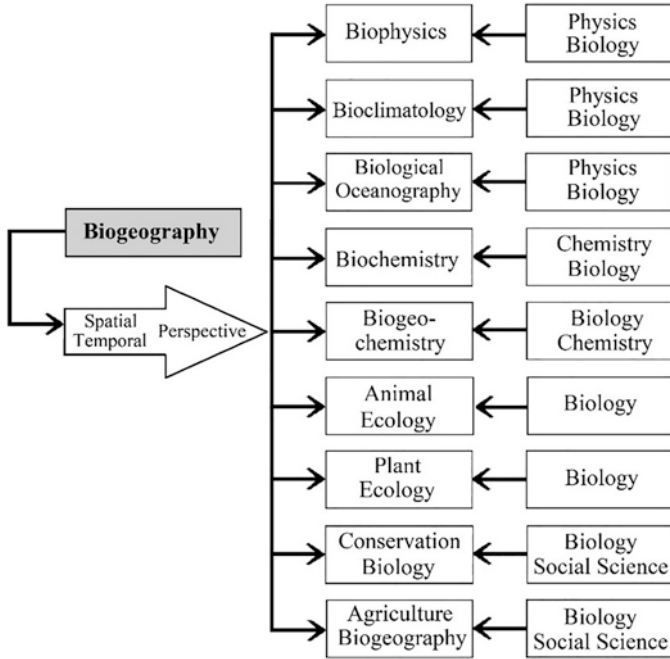 Biogeography
Spatial
Temporal
Perspective
Biophysics
Physics
Biology
Bioclimatology
Physics
Biology
Biological
Oceanography
Physics
Biology
Biochemistry
Chemistry
Biology
Biogeo-
chemistry
Biology
Chemistry
Animal
Ecology
Biology
Plant
Ecology
Biology
Conservation
Biology
Biology
Social Science
Agriculture
Biogeography
Biology
Social Science